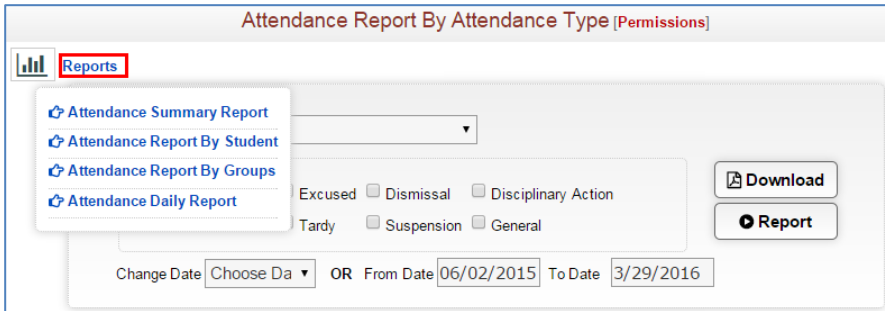 Attendance Report By Attendance Type [Permissions]
Reports
Attendance Summary Report
Attendance Report By Student
Attendance Report By Groups
Attendance Daily Report
Excused Dismissal Disciplinary Action
Tardy Suspension General
Download
Report
Change Date Choose Da OR From Date 06/02/2015 To Date 3/29/2016